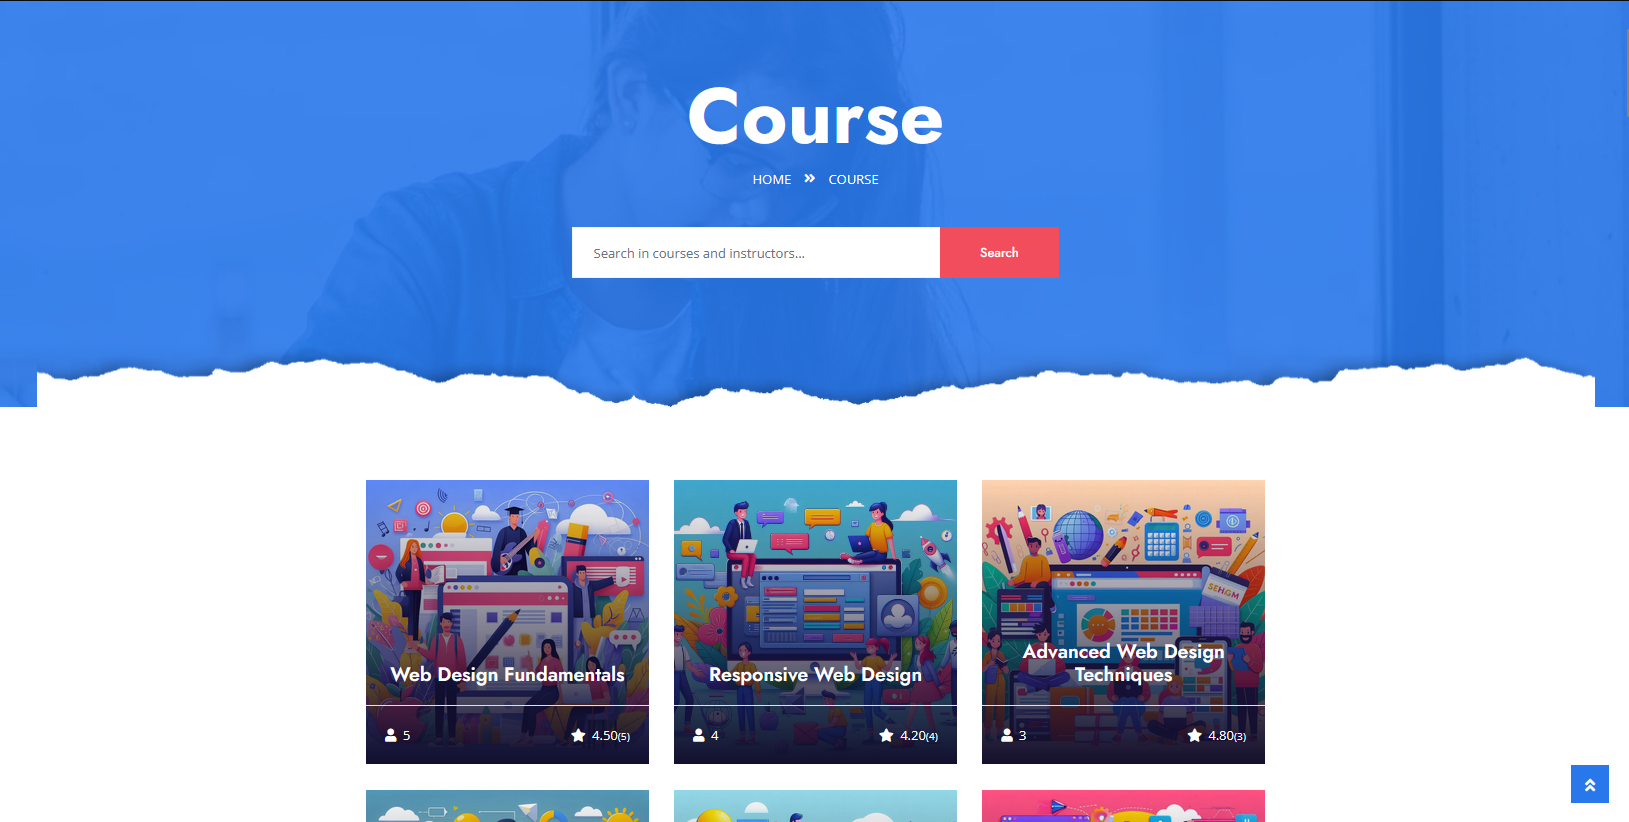 Course
HOME » COURSE
Search in courses and instructors...
Search
Web Design Fundamentals
5
4.50(5)
Responsive Web Design
4
4.20(4)
SEHGM
Advanced Web Design
Techniques
3
4.80(3)